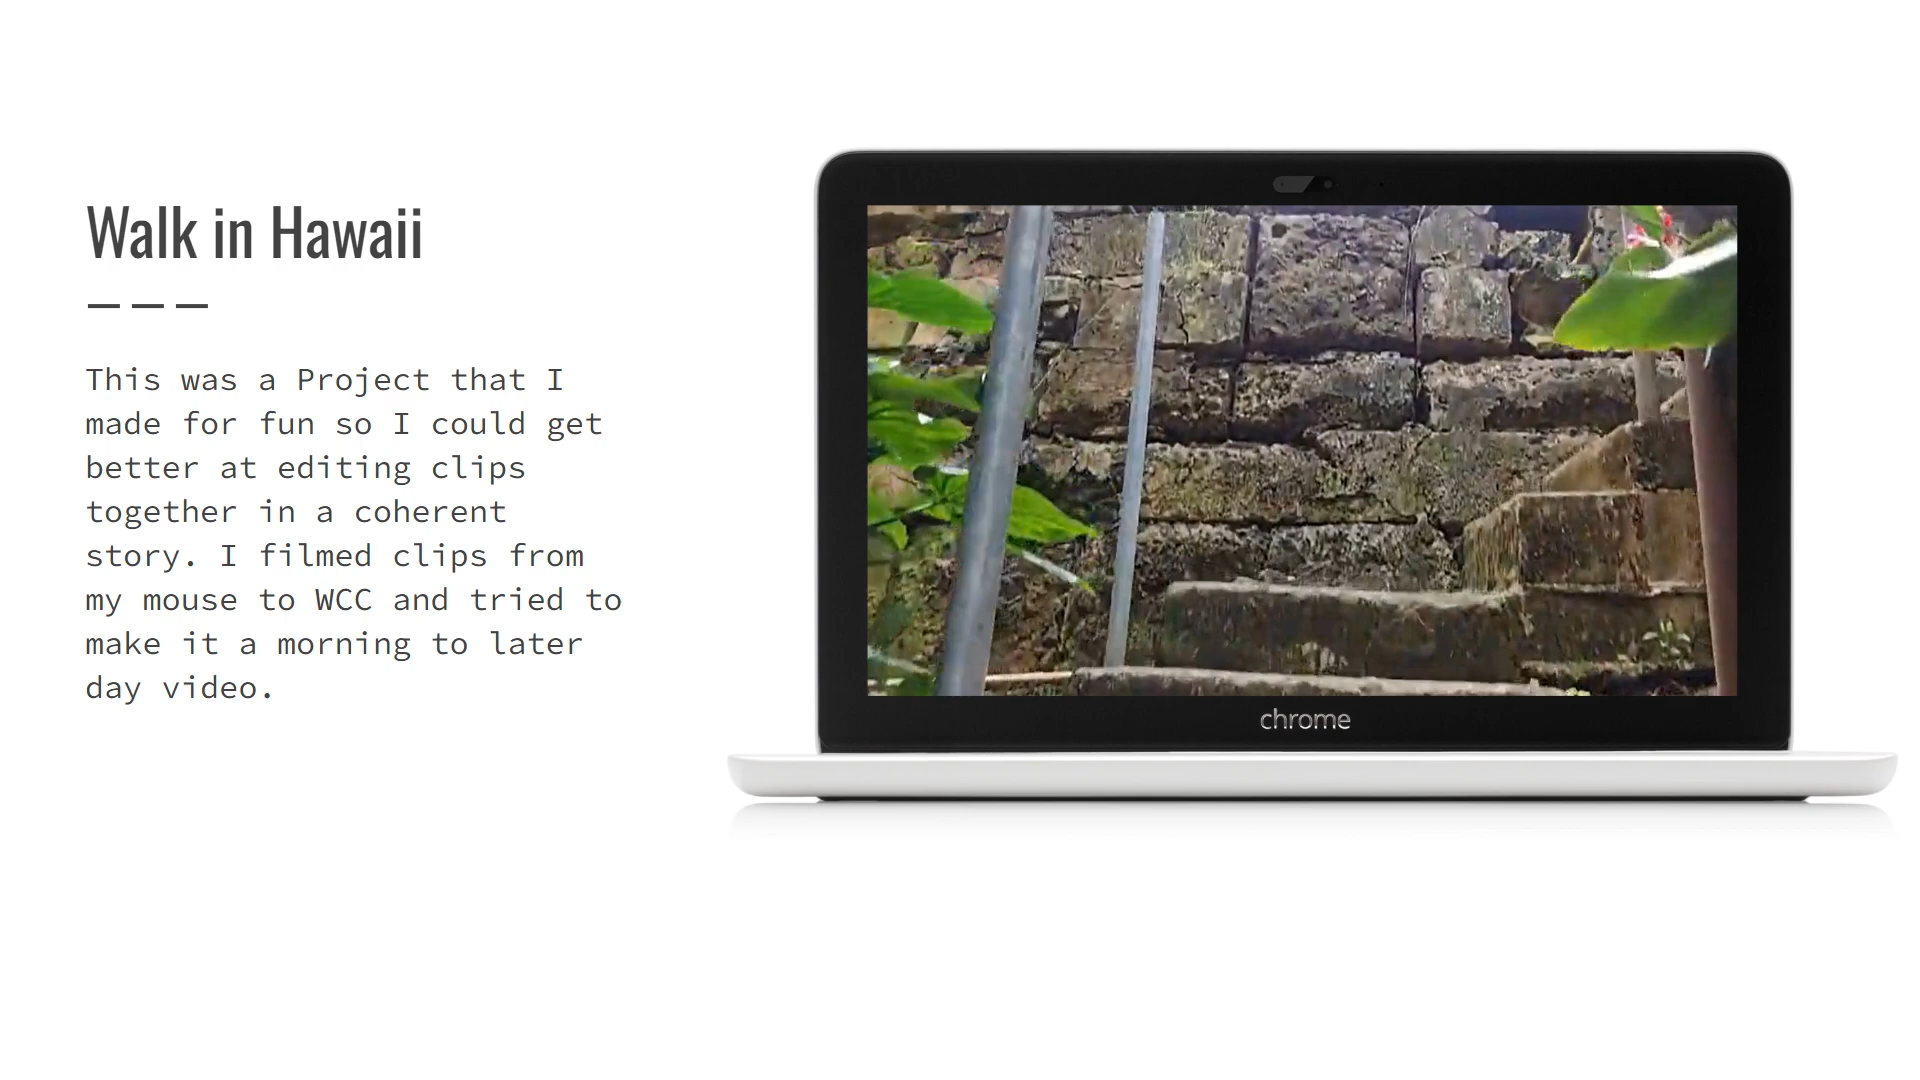 Walk in Hawaii
This was a Project that I
made for fun so I could get
better at editing clips
together in a coherent
story. I filmed clips from
my mouse to WCC and tried to
make it a morning to later
day video.
chrome